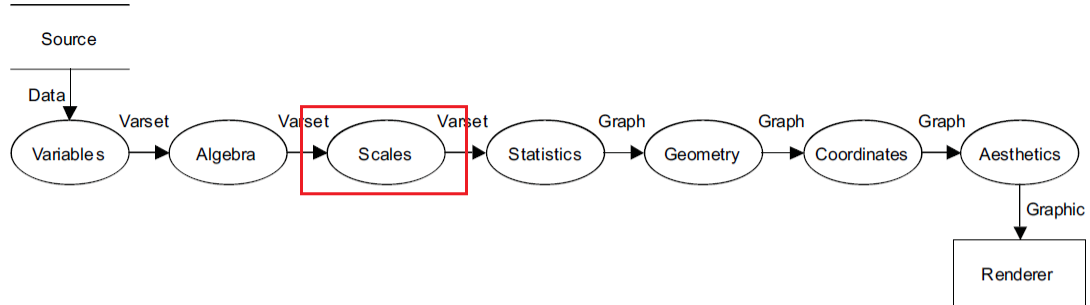 Source
Data
Varset
Varset
Varset
Graph
Graph
Graph
Variables
Algebra
Scales
Statistics
Geometry
Coordinates
Aesthetics
Graphic
Renderer